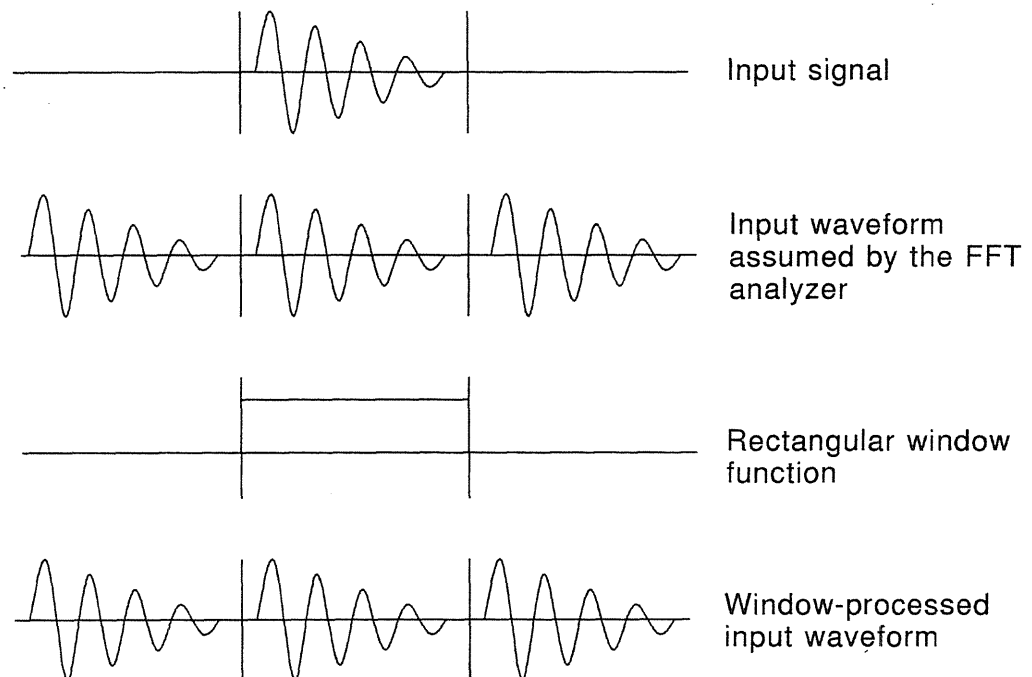 Input signal
Input waveform
assumed by the FFT
analyzer
Rectangular window
function
Window-processed
input waveform